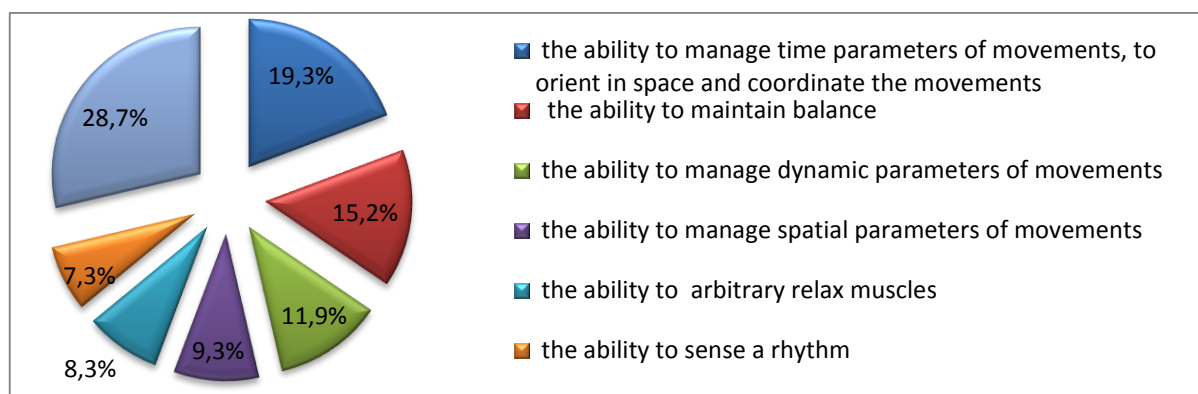 19,3%
28,7%
15,2%
7,3%
11,9%
9,3%
8,3%
the ability to manage time parameters of movements, to
orient in space and coordinate the movements
the ability to maintain balance
the ability to manage dynamic parameters of movements
the ability to manage spatial parameters of movements
the ability to  arbitrary relax muscles
the ability to sense a rhythm